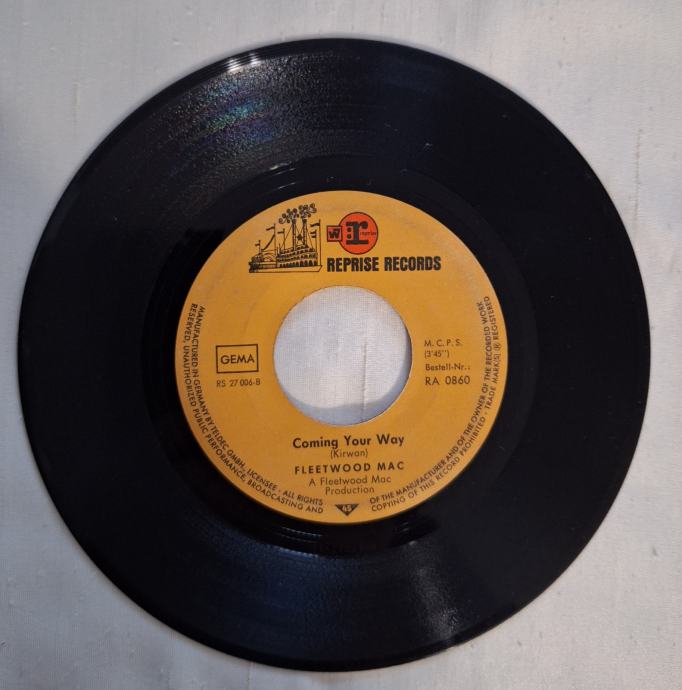 W
r
reprise
REPRISE RECORDS
GEMA
RS 27 006-B
M. C. P. S.
(3'45")
Bestell-Nr.:
RA 0860
Coming Your Way
(Kirwan)
FLEETWOOD MAC
A Fleetwood Mac
Production
45
MANUFACTURED IN GERMANY BY TELDEC GMBH, LICENSEE · ALL RIGHTS
RESERVED, UNAUTHORIZED PUBLIC PERFORMANCE, BROADCASTING AND
OF THE MANUFACTURER AND OF THE OWNER OF THE RECORDED WORK
COPYING OF THIS RECORD PROHIBITED · TRADE MARK(S) ® REGISTERED